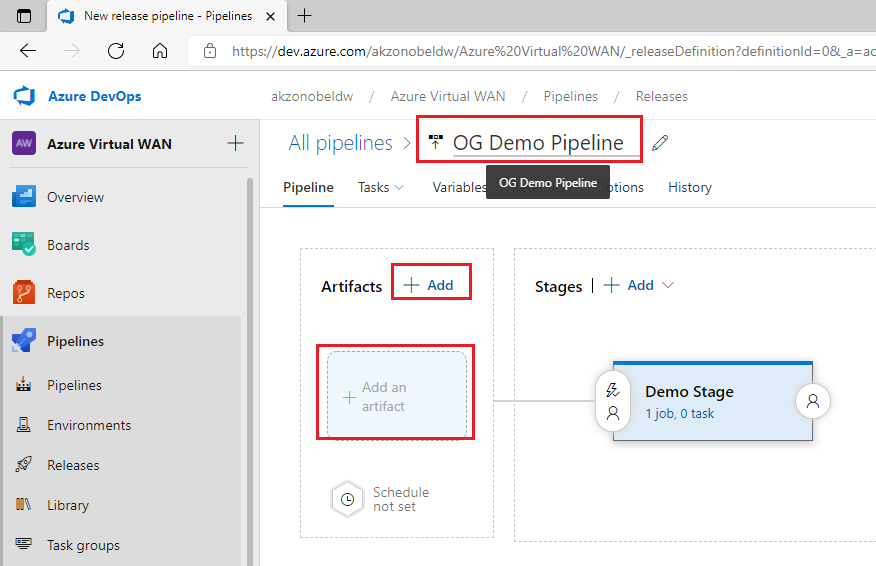 New release pipeline - Pipelines
https://dev.azure.com/akzonobeldw/Azure%20Virtual%20WAN/_releaseDefinition?definitionId=0&_a=ac
Azure DevOps
akzonobeldw / Azure Virtual WAN / Pipelines / Releases
AW Azure Virtual WAN
All pipelines > OG Demo Pipeline
OG Demo Pipeline
Pipeline Tasks Variables History
Overview
Boards
Repos
Pipelines
Pipelines
Environments
Releases
Library
Task groups
Artifacts | + Add
Add an
artifact
Schedule
not set
Stages | + Add
Demo Stage
1 job, 0 task